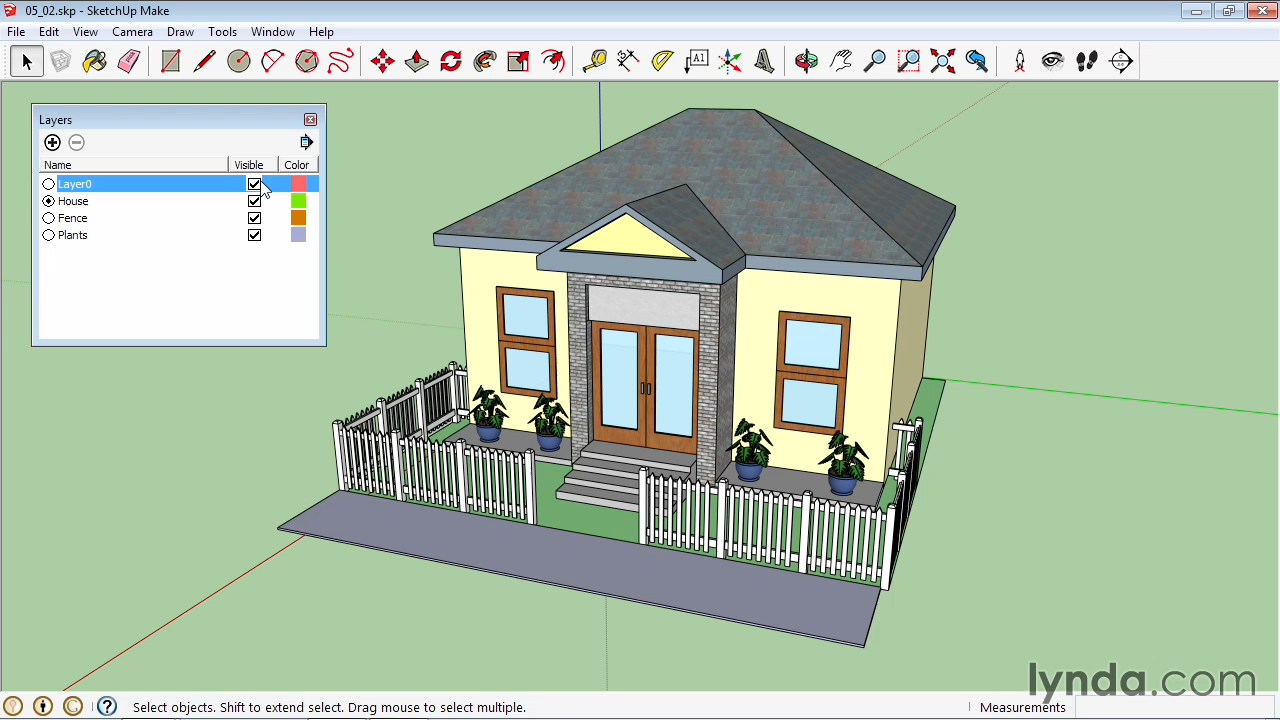 05_02.skp - SketchUp Make
File Edit View Camera Draw Tools Window Help
A1
Layers
Name Visible Color
Layer0
House
Fence
Plants
lynda.com
Select objects. Shift to extend select. Drag mouse to select multiple.
Measurements